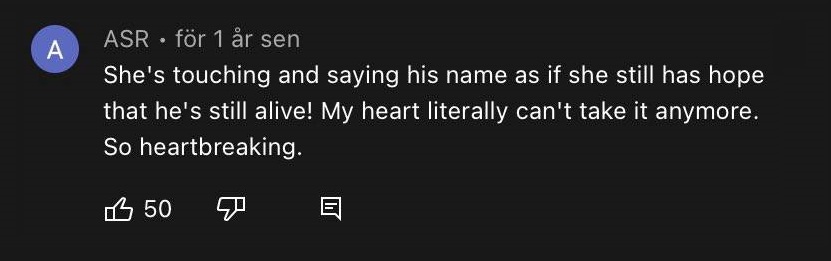 A
ASR • för 1 år sen
She's touching and saying his name as if she still has hope
that he's still alive! My heart literally can't take it anymore.
So heartbreaking.
50